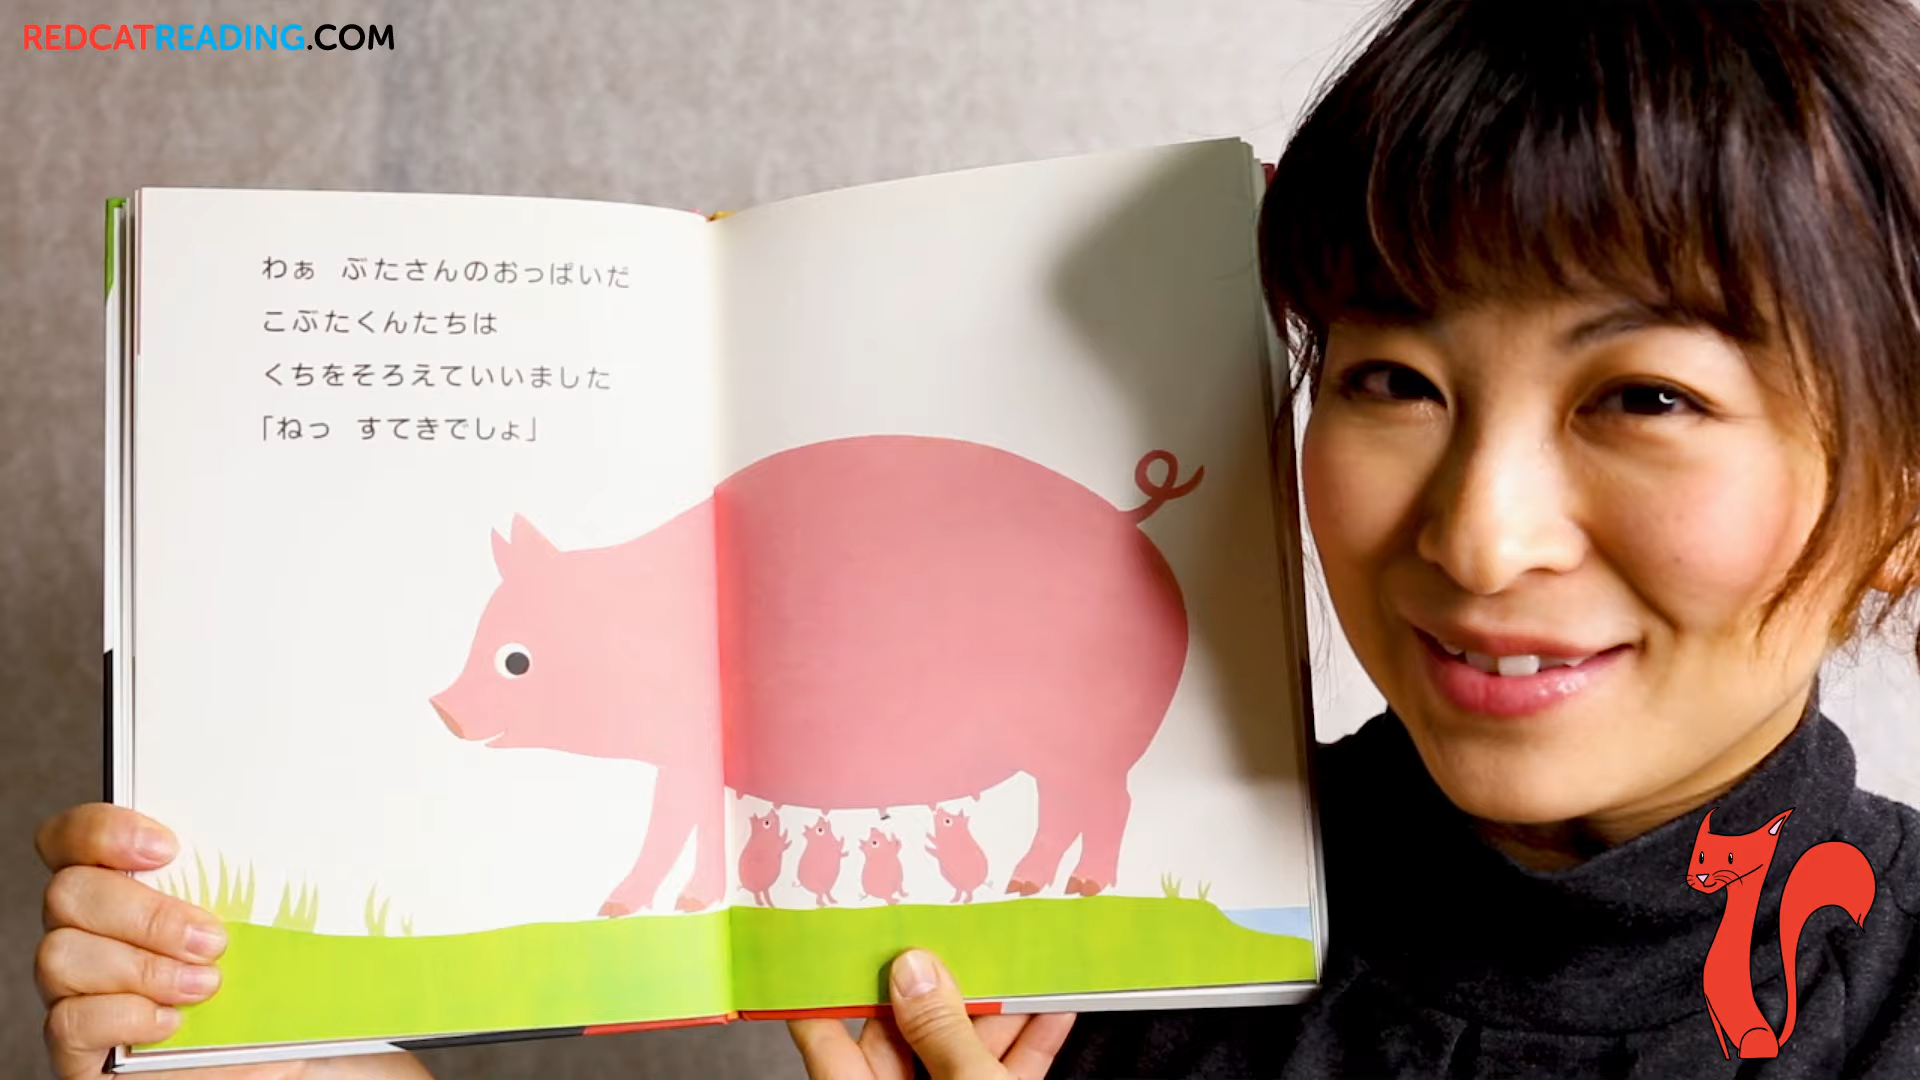 REDCATREADING.COM
わぁ　ぶたさんのおっぱいだ
こぶたくんたちは
くちをそろえていいました
「ねっ　すてきでしょ」